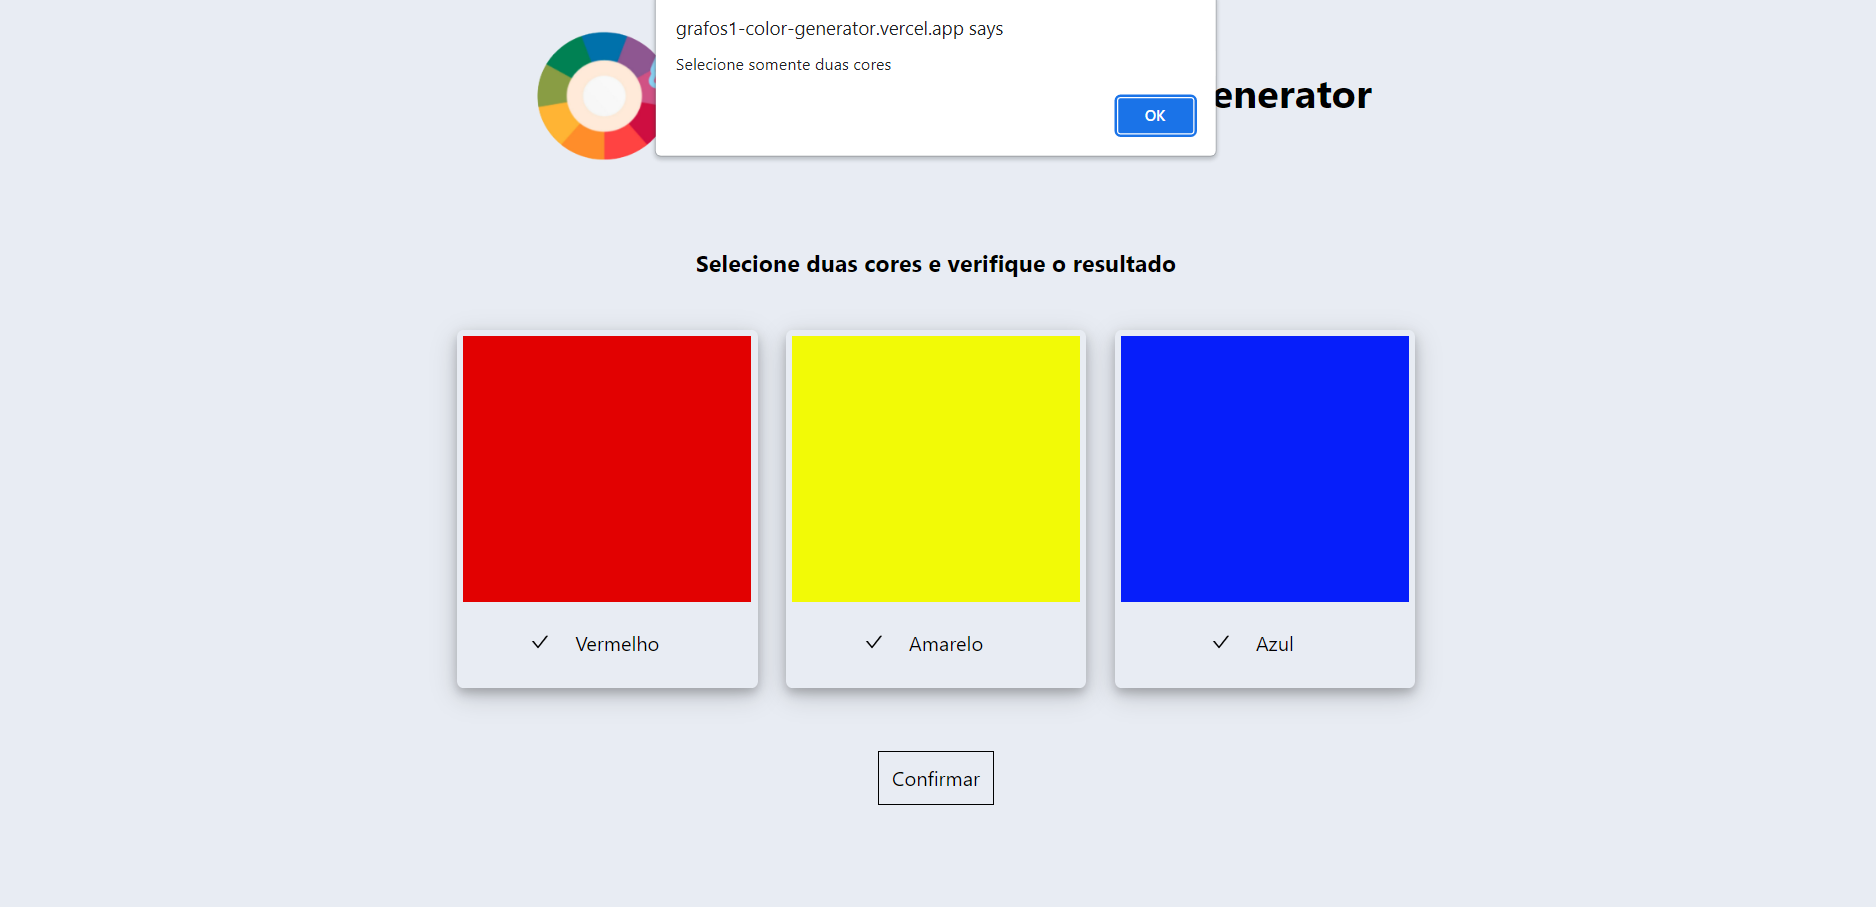 grafos1-color-generator.vercel.app says
Selecione somente duas cores
OK
enerator
Selecione duas cores e verifique o resultado
Vermelho
Amarelo
Azul
Confirmar